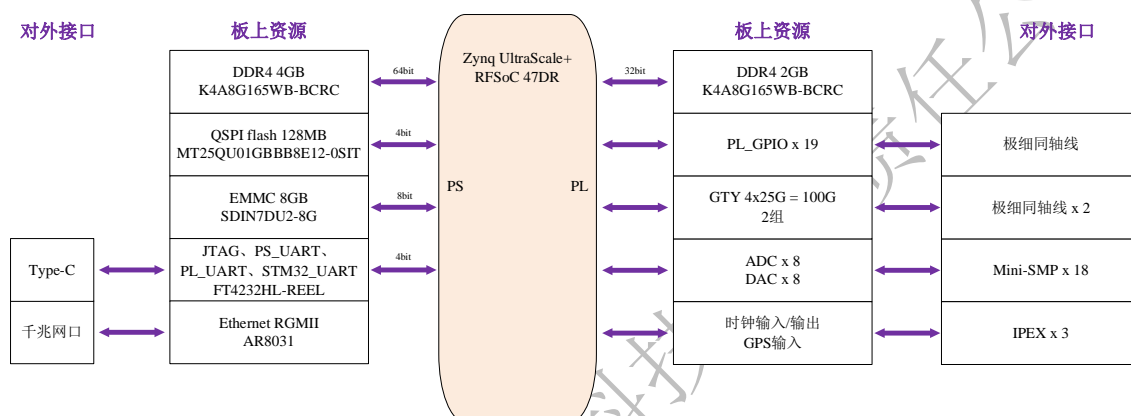 对外接口
板上资源
板上资源
对外接口
Zynq UltraScale+
RFSoC 47DR
PS
PL
DDR4 4GB
K4A8G165WB-BCRC
64bit
QSPI flash 128MB
MT25QU01GBBB8E12-0SIT
4bit
EMMC 8GB
SDIN7DU2-8G
8bit
Type-C
JTAG、PS_UART、
PL_UART、STM32_UART
FT4232HL-REEL
4bit
千兆网口
Ethernet RGMII
AR8031
32bit
DDR4 2GB
K4A8G165WB-BCRC
PL_GPIO x 19
极细同轴线
GTY 4x25G = 100G
2组
极细同轴线 x 2
ADC x 8
DAC x 8
Mini-SMP x 18
时钟输入/输出
GPS输入
IPEX x 3
科技
责任公